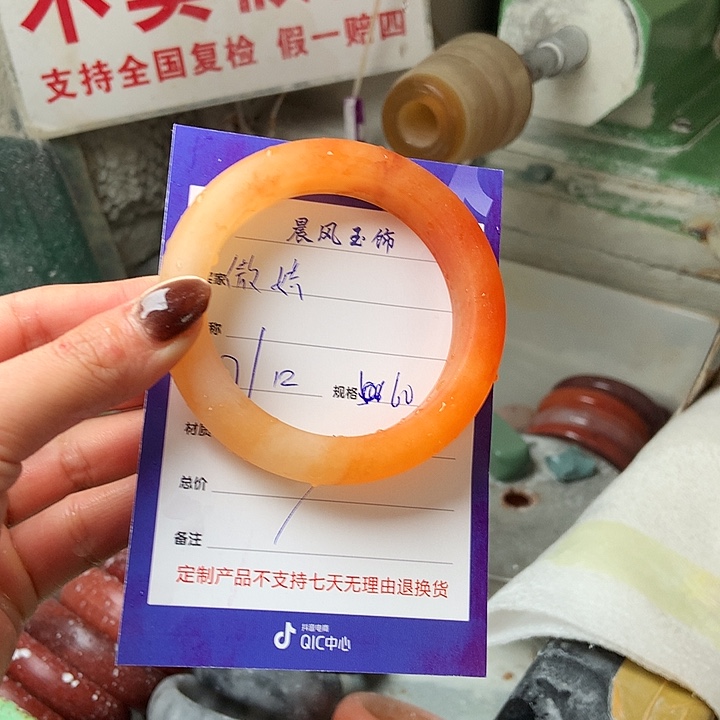 支持全国复检 假一赔四
晨风玉饰
家 微
称
7/12 规格 60
材质
总价
备注
定制产品不支持七天无理由退换货
抖音电商
QIC中心